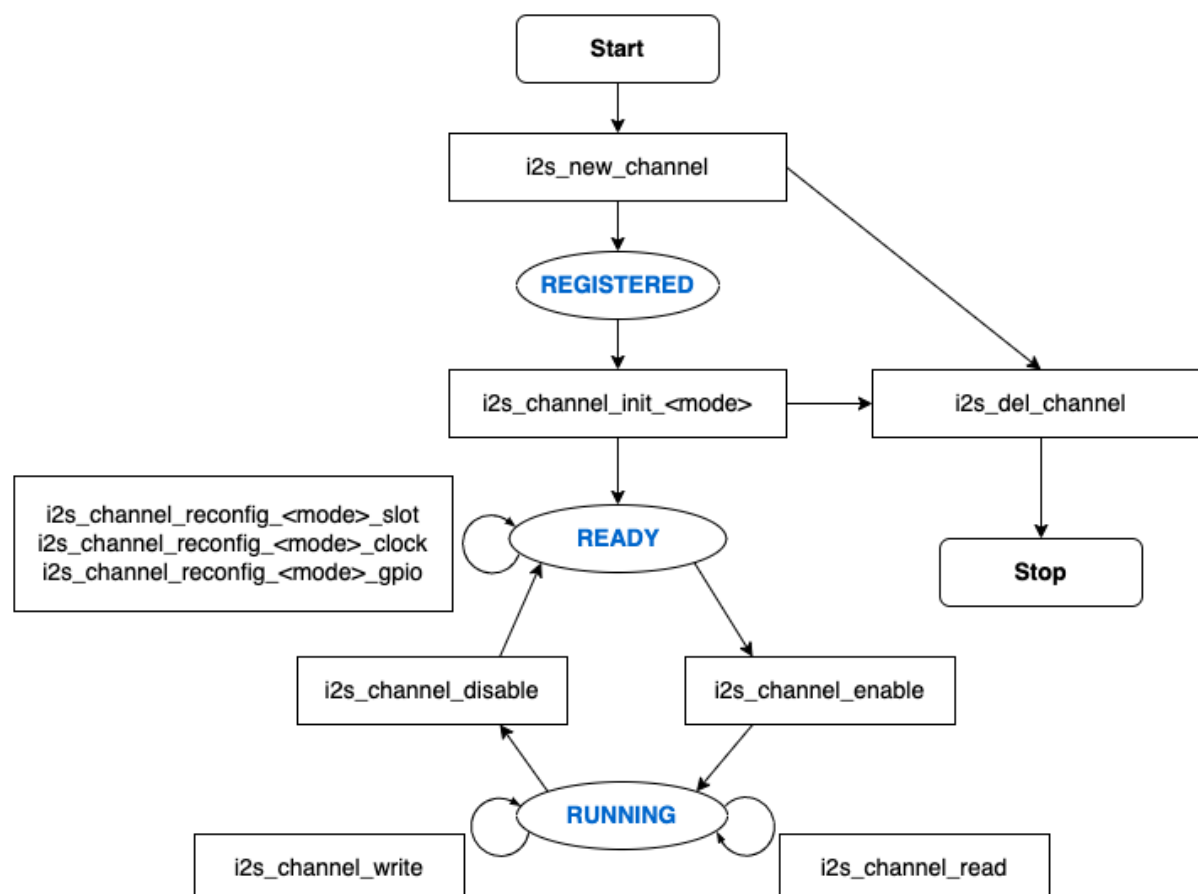 Start
i2s_new_channel
REGISTERED
i2s_channel_init_<mode>
i2s_del_channel
i2s_channel_reconfig_<mode>_slot
i2s_channel_reconfig_<mode>_clock
i2s_channel_reconfig_<mode>_gpio
READY
Stop
i2s_channel_disable
i2s_channel_enable
RUNNING
i2s_channel_write
i2s_channel_read